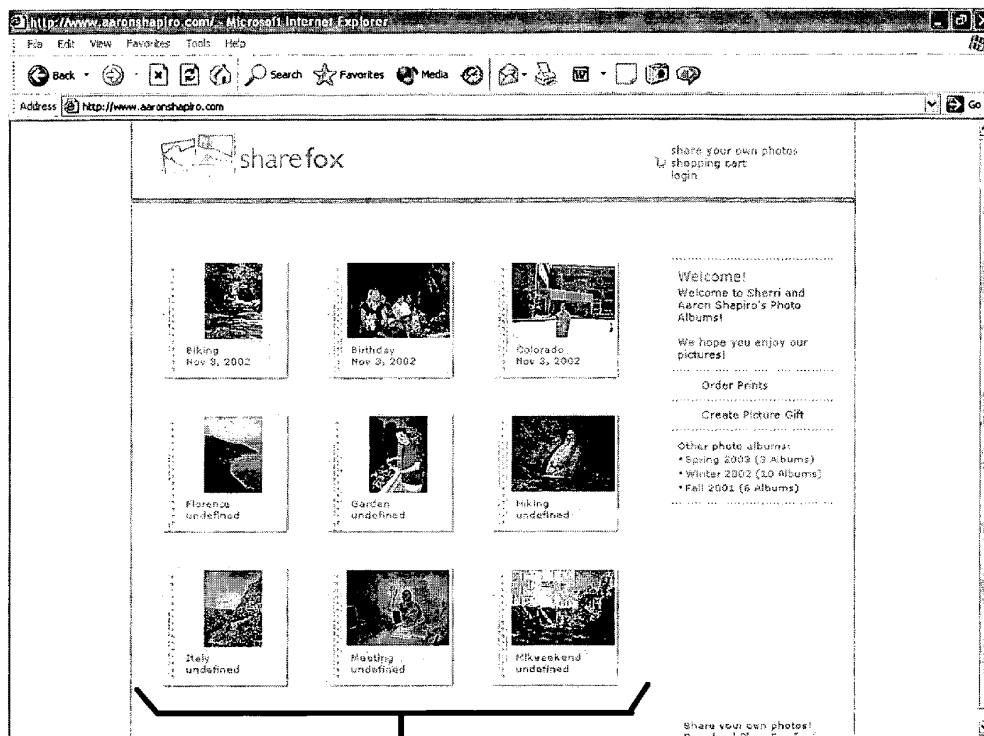 http://www.aaronshapiro.com/ - Microsoft Internet Explorer
File Edit View Favorites Tools Help
Back Search Favorites Media
Address http://www.aaronshapiro.com Go
sharefox
share your own photos
shopping cart
login
Biking
Nov 3, 2002
Birthday
Nov 3, 2002
Colorado
Nov 3, 2002
Welcome!
Welcome to Sherri and
Aaron Shapiro's Photo
Albums!
We hope you enjoy our
pictures!
Order Prints
Create Picture Gift
Other photo albums:
• Spring 2003 (3 Albums)
• Winter 2002 (10 Albums)
• Fall 2001 (6 Albums)
Florence
undefined
Garden
undefined
Hiking
undefined
Italy
undefined
Meeting
undefined
Mikeeekend
undefined
Share your own photos!